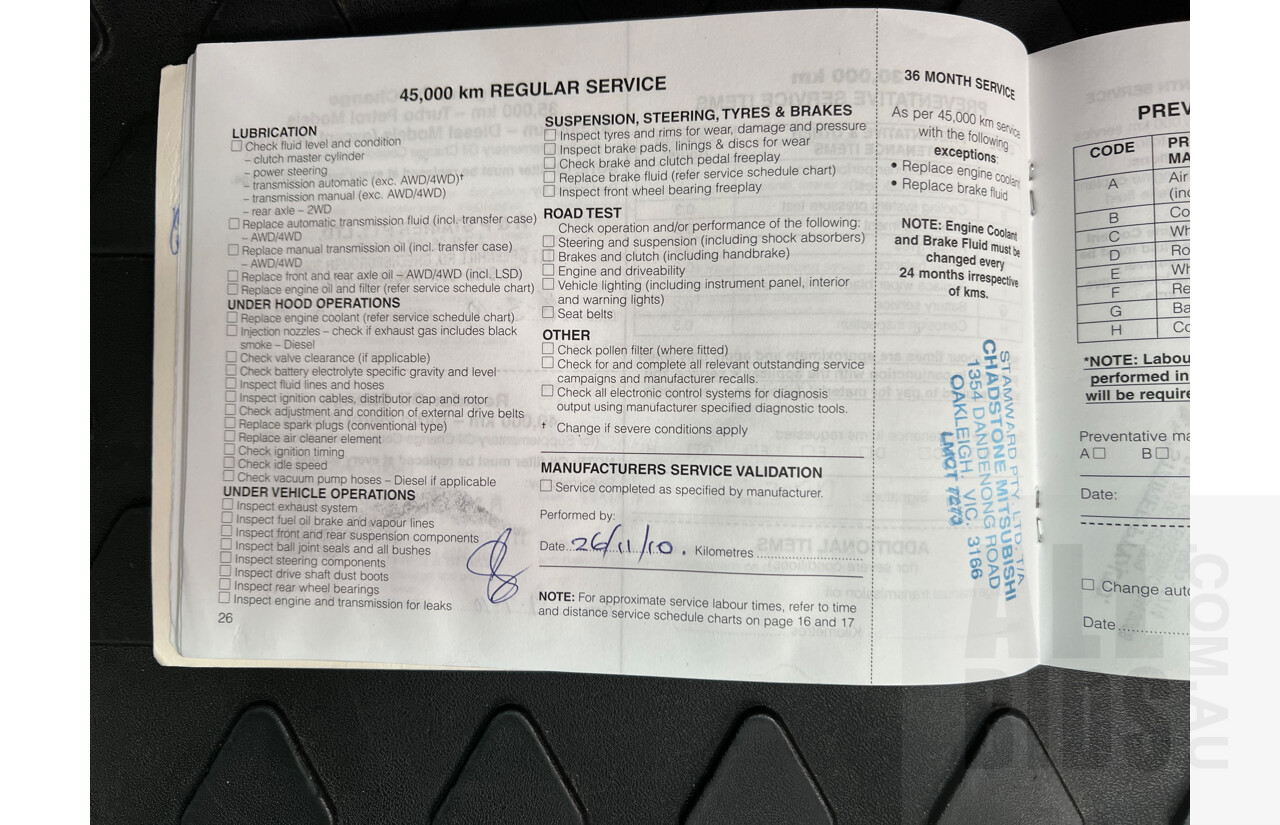 45,000 km REGULAR SERVICE
LUBRICATION
Check fluid level and condition
– clutch master cylinder
– power steering
– transmission automatic (exc. AWD/4WD)†
– transmission manual (exc. AWD/4WD)
– rear axle – 2WD
Replace automatic transmission fluid (incl. transfer case)
– AWD/4WD
Replace manual transmission oil (incl. transfer case)
– AWD/4WD
Replace front and rear axle oil – AWD/4WD (incl. LSD)
Replace engine oil and filter (refer service schedule chart)
UNDER HOOD OPERATIONS
Replace engine coolant (refer service schedule chart)
Injection nozzles – check if exhaust gas includes black
smoke – Diesel
Check valve clearance (if applicable)
Check battery electrolyte specific gravity and level
Inspect fluid lines and hoses
Inspect ignition cables, distributor cap and rotor
Check adjustment and condition of external drive belts
Replace spark plugs (conventional type)
Replace air cleaner element
Check ignition timing
Check idle speed
Check vacuum pump hoses – Diesel if applicable
UNDER VEHICLE OPERATIONS
Inspect exhaust system
Inspect fuel oil brake and vapour lines
Inspect front and rear suspension components
Inspect ball joint seals and all bushes
Inspect steering components
Inspect drive shaft dust boots
Inspect rear wheel bearings
Inspect engine and transmission for leaks
26
SUSPENSION, STEERING, TYRES & BRAKES
Inspect tyres and rims for wear, damage and pressure
Inspect brake pads, linings & discs for wear
Check brake and clutch pedal freeplay
Replace brake fluid (refer service schedule chart)
Inspect front wheel bearing freeplay
ROAD TEST
Check operation and/or performance of the following:
Steering and suspension (including shock absorbers)
Brakes and clutch (including handbrake)
Engine and driveability
Vehicle lighting (including instrument panel, interior
and warning lights)
Seat belts
OTHER
Check pollen filter (where fitted)
Check for and complete all relevant outstanding service
campaigns and manufacturer recalls.
Check all electronic control systems for diagnosis
output using manufacturer specified diagnostic tools.
† Change if severe conditions apply
MANUFACTURERS SERVICE VALIDATION
Service completed as specified by manufacturer.
Performed by:
Date...26/11/10. Kilometres
NOTE: For approximate service labour times, refer to time
and distance service schedule charts on page 16 and 17
36 MONTH SERVICE
As per 45,000 km service
with the following
exceptions:
• Replace engine coolant
• Replace brake fluid
NOTE: Engine Coolant
and Brake Fluid must be
changed every
24 months irrespective
of kms.
STAMWARD PTY. LTD. T/A
CHADSTONE MITSUBISHI
1354 DANDENONG ROAD
OAKLEIGH. VIC. 3166
LMCT 7273
PREV
CODE PR
MA
A Air
(inc
B Co
C Wh
D Ro
E Wh
F Re
G Ba
H Co
*NOTE: Labou
performed in
will be require
Preventative ma
A B
Date:
Change auto
Date
ALL
BIDS
.COM.AU